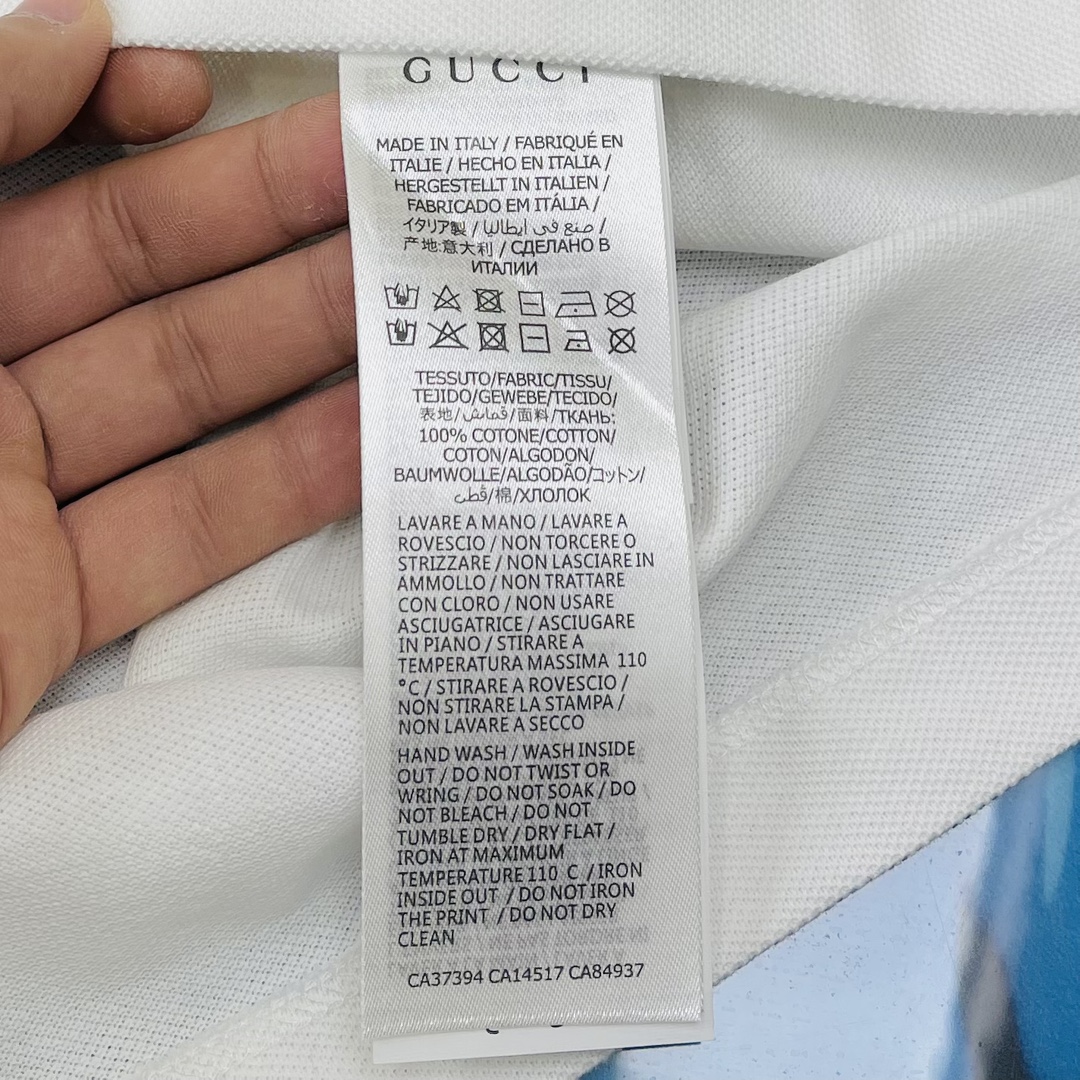 GUCCI
MADE IN ITALY / FABRIQUÉ EN
ITALIE / HECHO EN ITALIA /
HERGESTELLT IN ITALIEN /
FABRICADO EM ITÁLIA /
イタリア製 / صنع في ايطاليا /
产地:意大利 / СДЕЛАНО В
ИТАЛИИ
TESSUTO/FABRIC/TISSU/
TEJIDO/GEWEBE/TECIDO/
表地/قماش/面料/ТКАНЬ:
100% COTONE/COTTON/
COTON/ALGODON/
BAUMWOLLE/ALGODÃO/コットン/
قطن/棉/ХЛОПОК
LAVARE A MANO / LAVARE A
ROVESCIO / NON TORCERE O
STRIZZARE / NON LASCIARE IN
AMMOLLO / NON TRATTARE
CON CLORO / NON USARE
ASCIUGATRICE / ASCIUGARE
IN PIANO / STIRARE A
TEMPERATURA MASSIMA 110
°C / STIRARE A ROVESCIO /
NON STIRARE LA STAMPA /
NON LAVARE A SECCO
HAND WASH / WASH INSIDE
OUT / DO NOT TWIST OR
WRING / DO NOT SOAK / DO
NOT BLEACH / DO NOT
TUMBLE DRY / DRY FLAT /
IRON AT MAXIMUM
TEMPERATURE 110 C / IRON
INSIDE OUT / DO NOT IRON
THE PRINT / DO NOT DRY
CLEAN
CA37394 CA14517 CA84937